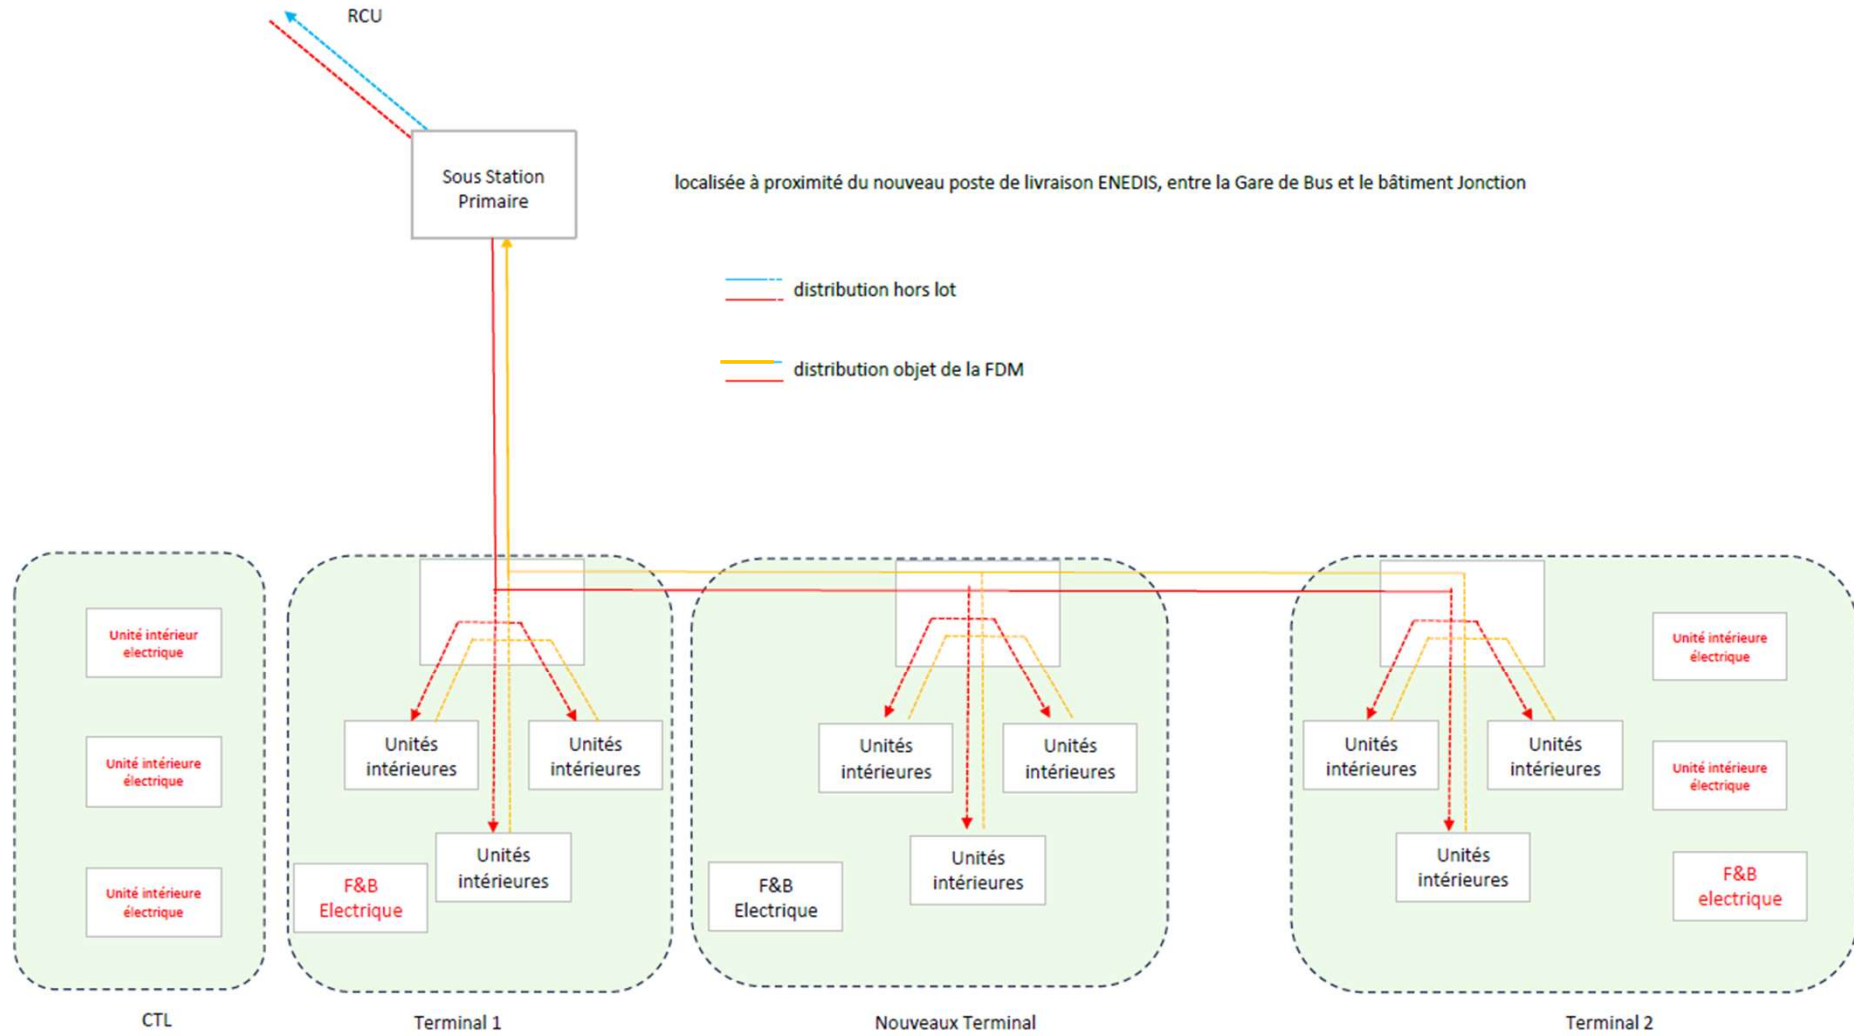 RCU
Sous Station
Primaire
localisée à proximité du nouveau poste de livraison ENEDIS, entre la Gare de Bus et le bâtiment Jonction
distribution hors lot
distribution objet de la FDM
Unité intérieur
electrique
Unité intérieure
électrique
Unité intérieure
électrique
CTL
Unités
intérieures
Unités
intérieures
Unités
intérieures
F&B
Electrique
Terminal 1
Unités
intérieures
Unités
intérieures
Unités
intérieures
F&B
Electrique
Nouveaux Terminal
Unités
intérieures
Unités
intérieures
Unités
intérieures
Unité intérieure
électrique
Unité intérieure
électrique
F&B
electrique
Terminal 2